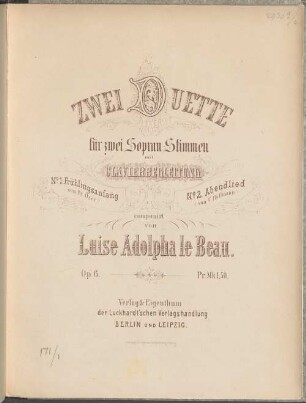 ZWEI DUETTE
für zwei Sopran Stimmen
mit
CLAVIERBEGLEITUNG
No 1. Frühlingsanfang
No 2. Abendlied
componirt
von
Luise Adolpha le Beau.
Op. 6.
Pr. Mk 1,50.
Verlag & Eigenthum
der Luckhardt'schen Verlagshandlung
BERLIN und LEIPZIG.